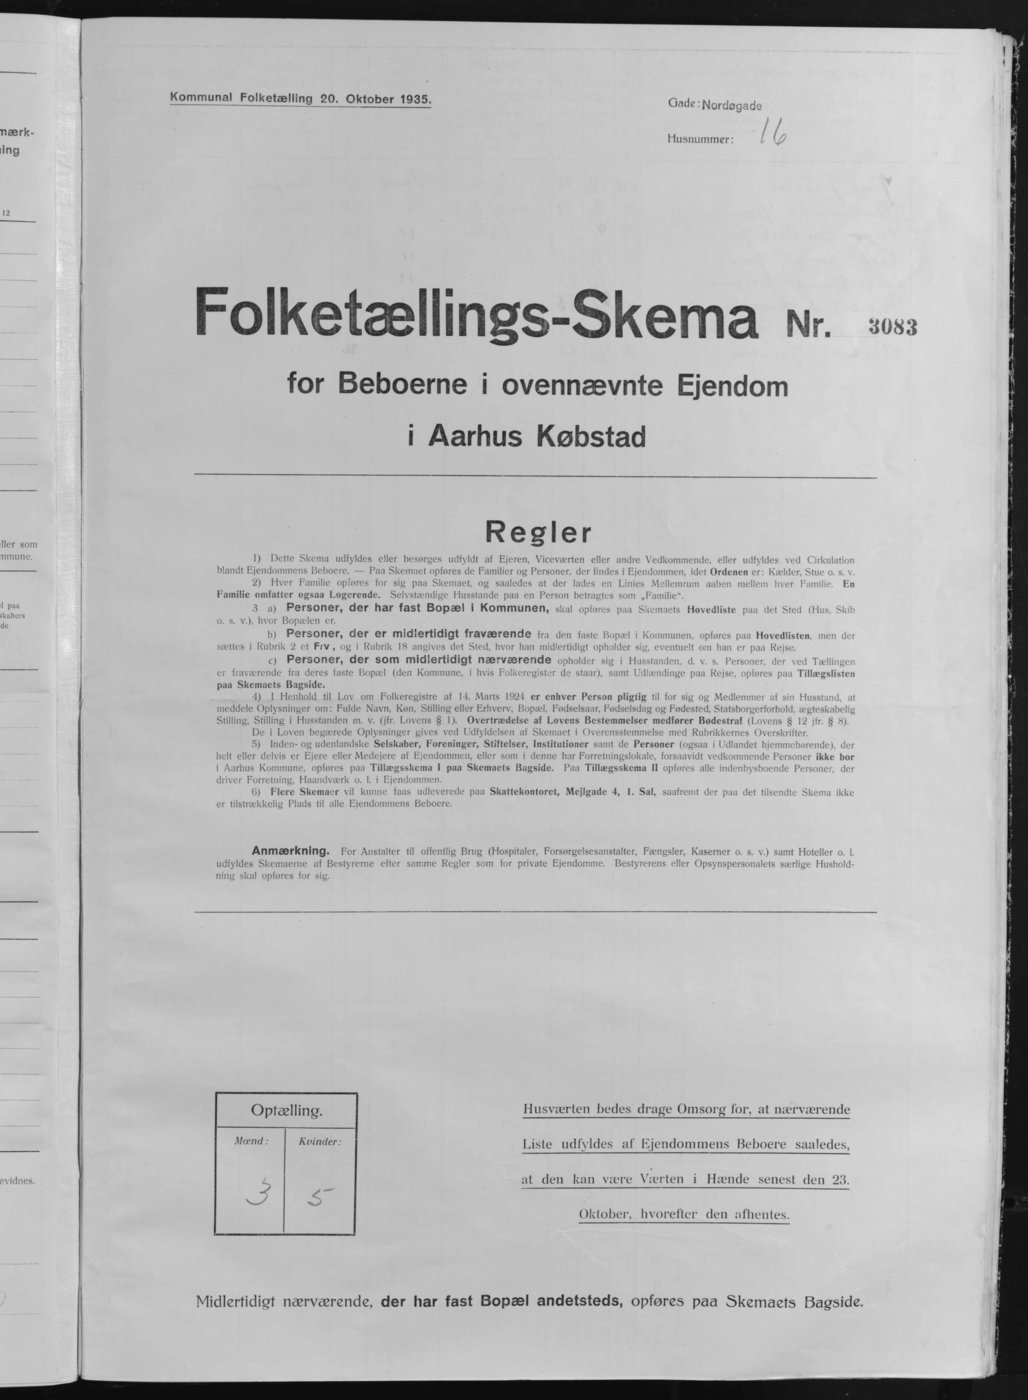 Kommunal Folketælling 20. Oktober 1935.
Gade: Nordøgade
Husnummer: 16
Folketællings-Skema Nr. 3083
for Beboerne i ovennævnte Ejendom
i Aarhus Købstad
Regler
1) Dette Skema udfyldes eller besørges udfyldt af Ejeren, Viceværten eller andre Vedkommende, eller udfyldes ved Cirkulation
blandt Ejendommens Beboere. — Paa Skemaet opføres de Familier og Personer, der findes i Ejendommen, idet Ordenen er: Kælder, Stue o. s. v.
2) Hver Familie opføres for sig paa Skemaet, og saaledes at der lades en Linies Mellemrum aaben mellem hver Familie. En
Familie omfatter ogsaa Logerende. Selvstændige Husstande paa en Person betragtes som „Familie“.
3 a) Personer, der har fast Bopæl i Kommunen, skal opføres paa Skemaets Hovedliste paa det Sted (Hus, Skib
o. s. v.), hvor Bopælen er.
b) Personer, der er midlertidigt fraværende fra den faste Bopæl i Kommunen, opføres paa Hovedlisten, men der
sættes i Rubrik 2 et Frv, og i Rubrik 18 angives det Sted, hvor han midlertidigt opholder sig, eventuelt om han er paa Rejse.
c) Personer, der som midlertidigt nærværende opholder sig i Husstanden, d. v. s. Personer, der ved Tællingen
er fraværende fra deres faste Bopæl (den Kommune, i hvis Folkeregister de staar), samt Udlændinge paa Rejse, opføres paa Tillægslisten
paa Skemaets Bagside.
4) I Henhold til Lov om Folkeregistre af 14. Marts 1924 er enhver Person pligtig til for sig og Medlemmer af sin Husstand, at
meddele Oplysninger om: Fulde Navn, Køn, Stilling eller Erhverv, Bopæl, Fødselsaar, Fødselsdag og Fødested, Statsborgerforhold, ægteskabelig
Stilling, Stilling i Husstanden m. v. (jfr. Lovens § 1). Overtrædelse af Lovens Bestemmelser medfører Bødestraf (Lovens § 12 jfr. § 8).
De i Loven begærede Oplysninger gives ved Udfyldelsen af Skemaet i Overensstemmelse med Rubrikkernes Overskrifter.
5) Inden- og udenlandske Selskaber, Foreninger, Stiftelser, Institutioner samt de Personer (ogsaa i Udlandet hjemmehørende), der
helt eller delvis er Ejere eller Medejere af Ejendommen, eller som i denne har Forretningslokale, forsaavidt vedkommende Personer ikke bor
i Aarhus Kommune, opføres paa Tillægsskema I paa Skemaets Bagside. Paa Tillægsskema II opføres alle indenbysboende Personer, der
driver Forretning, Haandværk o. l. i Ejendommen.
6) Flere Skemaer vil kunne faas udleverede paa Skattekontoret, Mejlgade 4, 1. Sal, saafremt der paa det tilsendte Skema ikke
er tilstrækkelig Plads til alle Ejendommens Beboere.
Anmærkning. For Anstalter til offentlig Brug (Hospitaler, Forsørgelsesanstalter, Fængsler, Kaserner o. s. v.) samt Hoteller o. l.
udfyldes Skemaerne af Bestyrerne efter samme Regler som for private Ejendomme. Bestyrerens eller Opsynspersonalets særlige Hushold-
ning skal opføres for sig.
Optælling.
Mænd: Kvinder:
3 5
Husværten bedes drage Omsorg for, at nærværende
Liste udfyldes af Ejendommens Beboere saaledes,
at den kan være Værten i Hænde senest den 23.
Oktober, hvorefter den afhentes.
Midlertidigt nærværende, der har fast Bopæl andetsteds, opføres paa Skemaets Bagside.